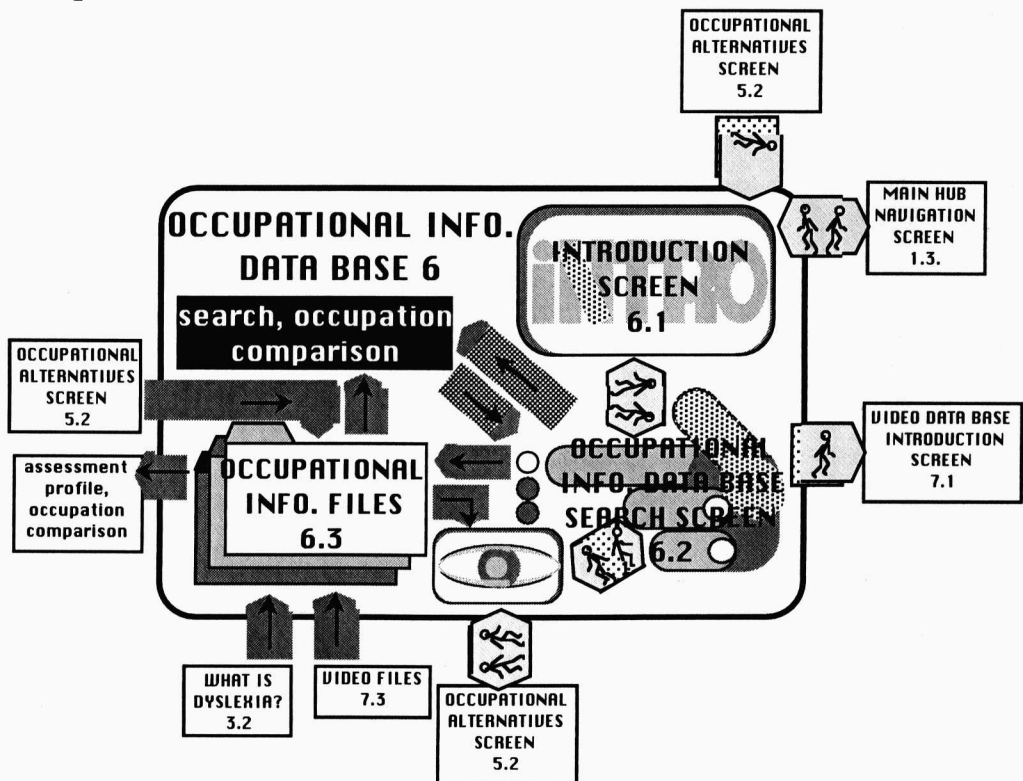 OCCUPATIONAL
ALTERNATIVES
SCREEN
5.2
MAIN HUB
NAVIGATION
SCREEN
1.3.
OCCUPATIONAL INFO.
DATA BASE 6
search, occupation
comparison
iNTRO
INTRODUCTION
SCREEN
6.1
OCCUPATIONAL
ALTERNATIVES
SCREEN
5.2
assessment
profile,
occupation
comparison
OCCUPATIONAL
INFO. FILES
6.3
OCCUPATIONAL
INFO. DATA BASE
SEARCH SCREEN
6.2
VIDEO DATA BASE
INTRODUCTION
SCREEN
7.1
WHAT IS
DYSLEXIA?
3.2
VIDEO FILES
7.3
OCCUPATIONAL
ALTERNATIVES
SCREEN
5.2